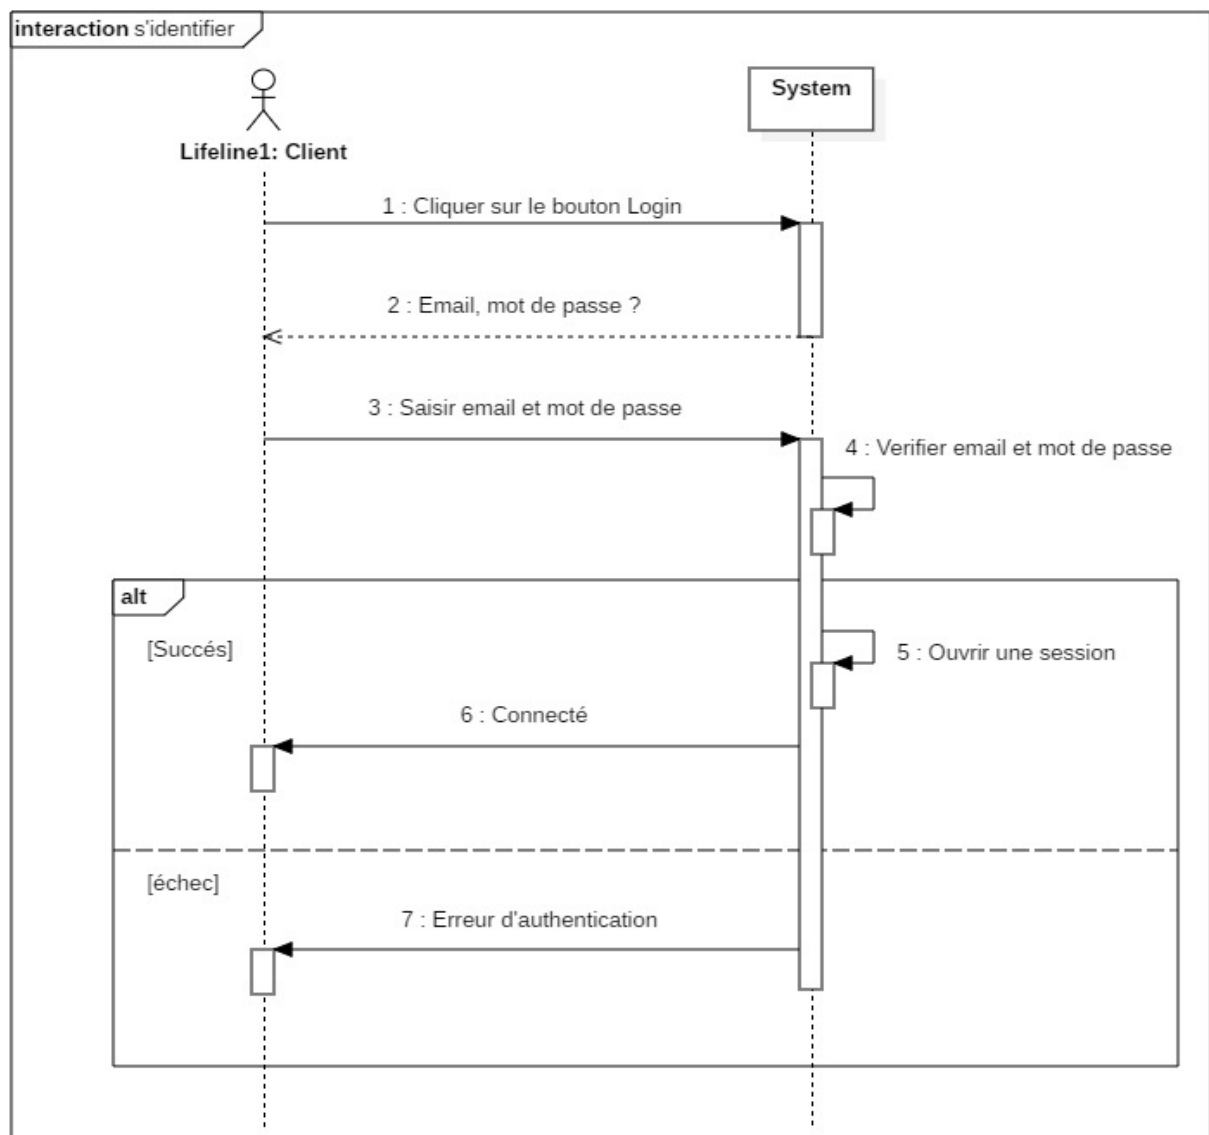 interaction s'identifier
System
Lifeline1: Client
1 : Cliquer sur le bouton Login
2 : Email, mot de passe ?
3 : Saisir email et mot de passe
4 : Verifier email et mot de passe
alt
[Succés]
5 : Ouvrir une session
6 : Connecté
[échec]
7 : Erreur d'authentication